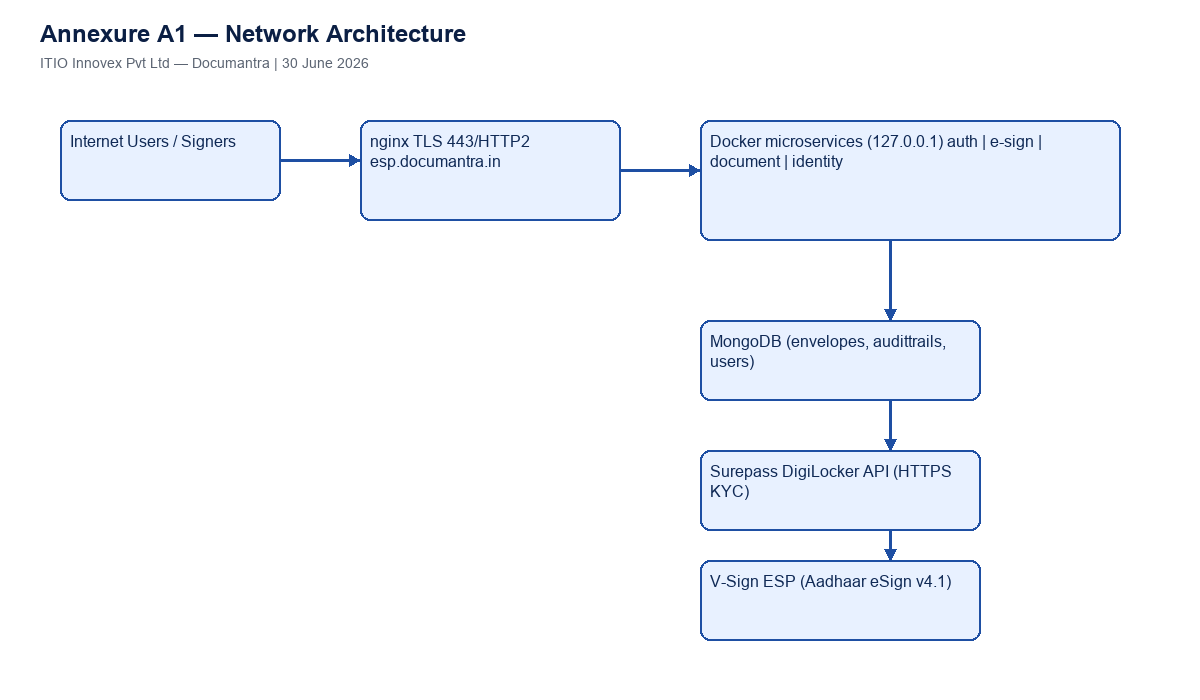 Annexure A1 — Network Architecture
ITIO Innovex Pvt Ltd — Documantra | 30 June 2026
Internet Users / Signers
nginx TLS 443/HTTP2
esp.documantra.in
Docker microservices (127.0.0.1) auth | e-sign |
document | identity
MongoDB (envelopes, audittrails,
users)
Surepass DigiLocker API (HTTPS
KYC)
V-Sign ESP (Aadhaar eSign v4.1)